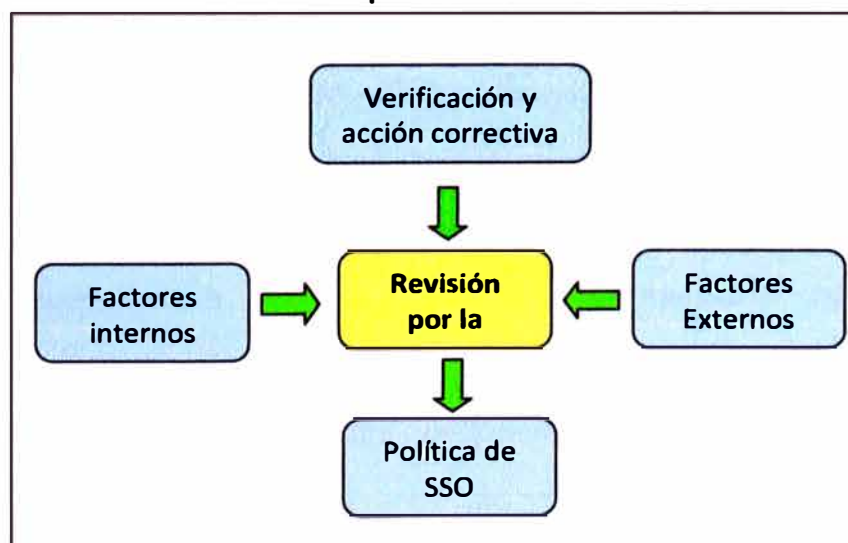 Verificación y
acción correctiva
Factores
internos
Revisión
por la
Factores
Externos
Política de
SSO